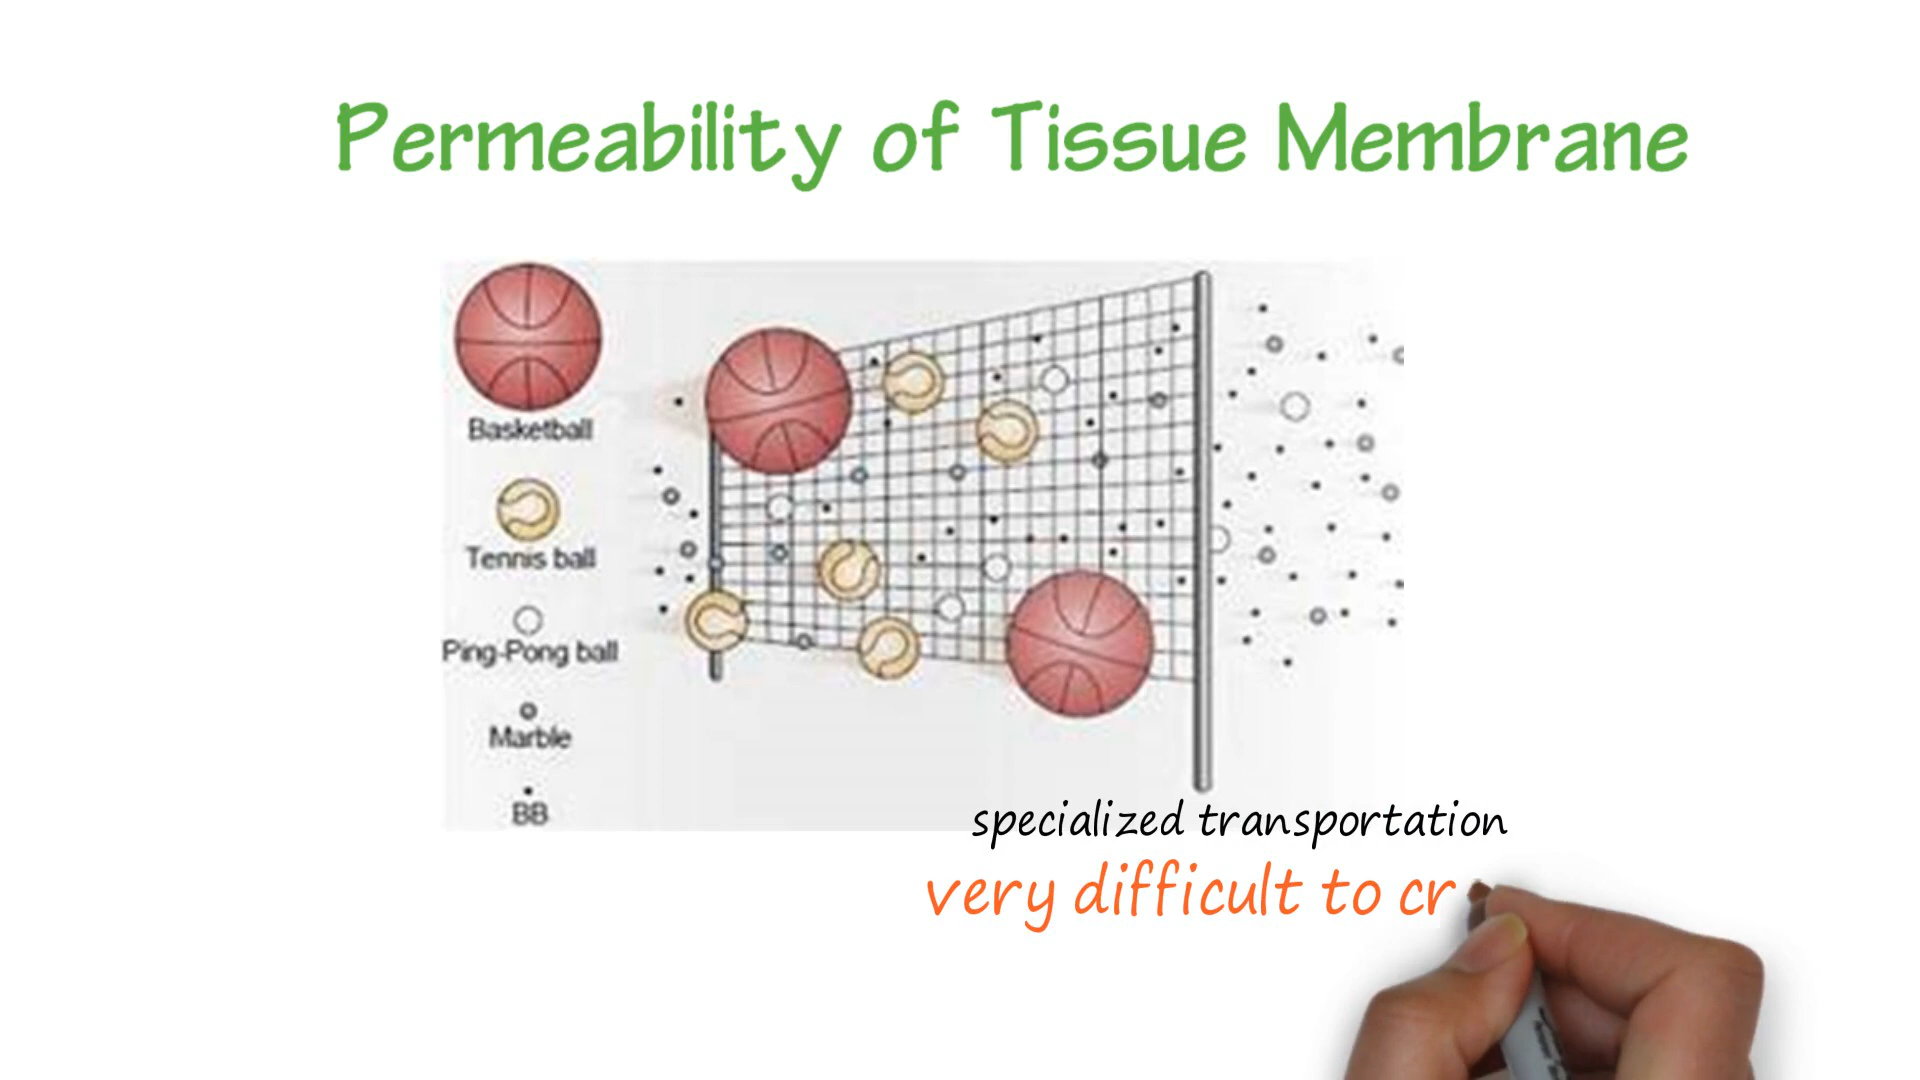 Permeability of Tissue Membrane
Basketball
Tennis ball
Ping-Pong ball
Marble
BB
specialized transportation
very difficult to cr